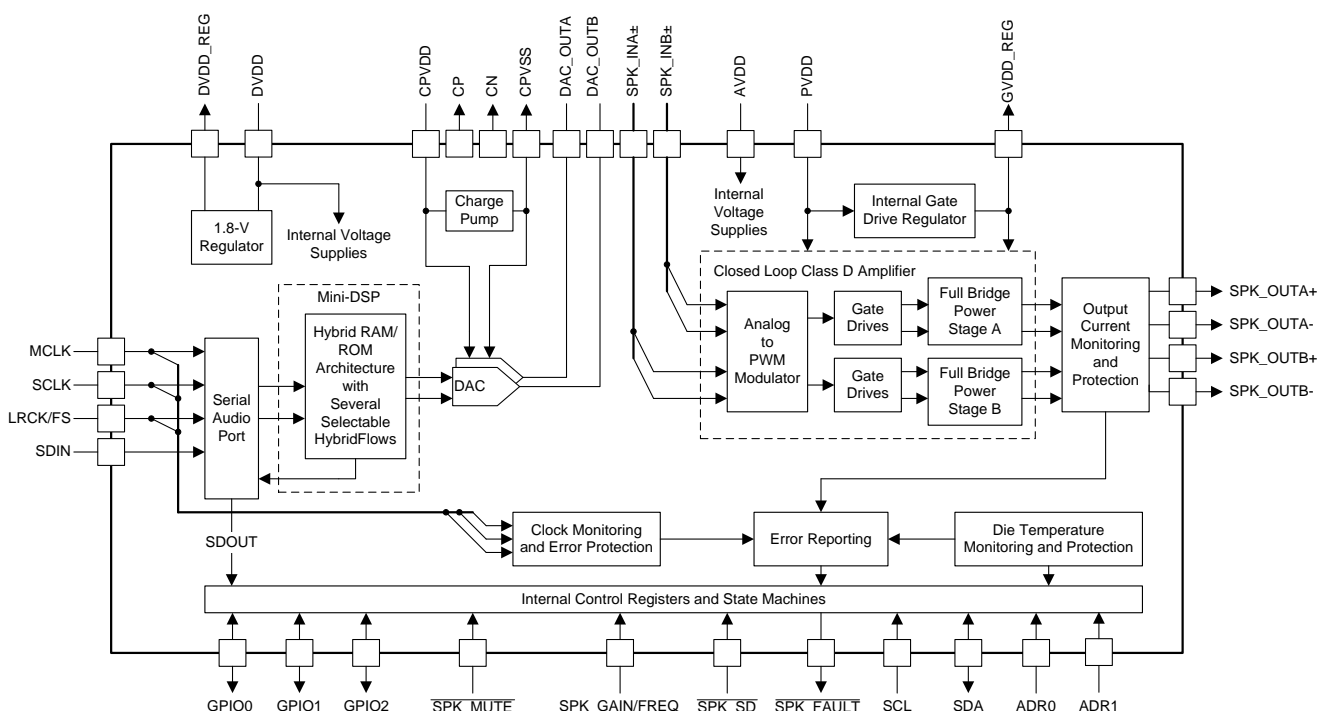 DVDD_REG
DVDD
CPVDD
CP
CN
CPVSS
DAC_OUTA
DAC_OUTB
SPK_INA±
SPK_INB±
AVDD
PVDD
GVDD_REG
1.8-V
Regulator
Internal Voltage
Supplies
Charge
Pump
Internal
Voltage
Supplies
Internal Gate
Drive Regulator
Mini-DSP
Hybrid RAM/
ROM
Architecture
with
Several
Selectable
HybridFlows
Closed Loop Class D Amplifier
Analog
to
PWM
Modulator
Gate
Drives
Full Bridge
Power
Stage A
Gate
Drives
Full Bridge
Power
Stage B
Output
Current
Monitoring
and
Protection
SPK_OUTA+
SPK_OUTA-
SPK_OUTB+
SPK_OUTB-
MCLK
SCLK
LRCK/FS
SDIN
Serial
Audio
Port
DAC
SDOUT
Clock Monitoring
and Error Protection
Error Reporting
Die Temperature
Monitoring and Protection
Internal Control Registers and State Machines
GPIO0
GPIO1
GPIO2
SPK_MUTE
SPK_GAIN/FREQ
SPK_SD
SPK_FAULT
SCL
SDA
ADR0
ADR1